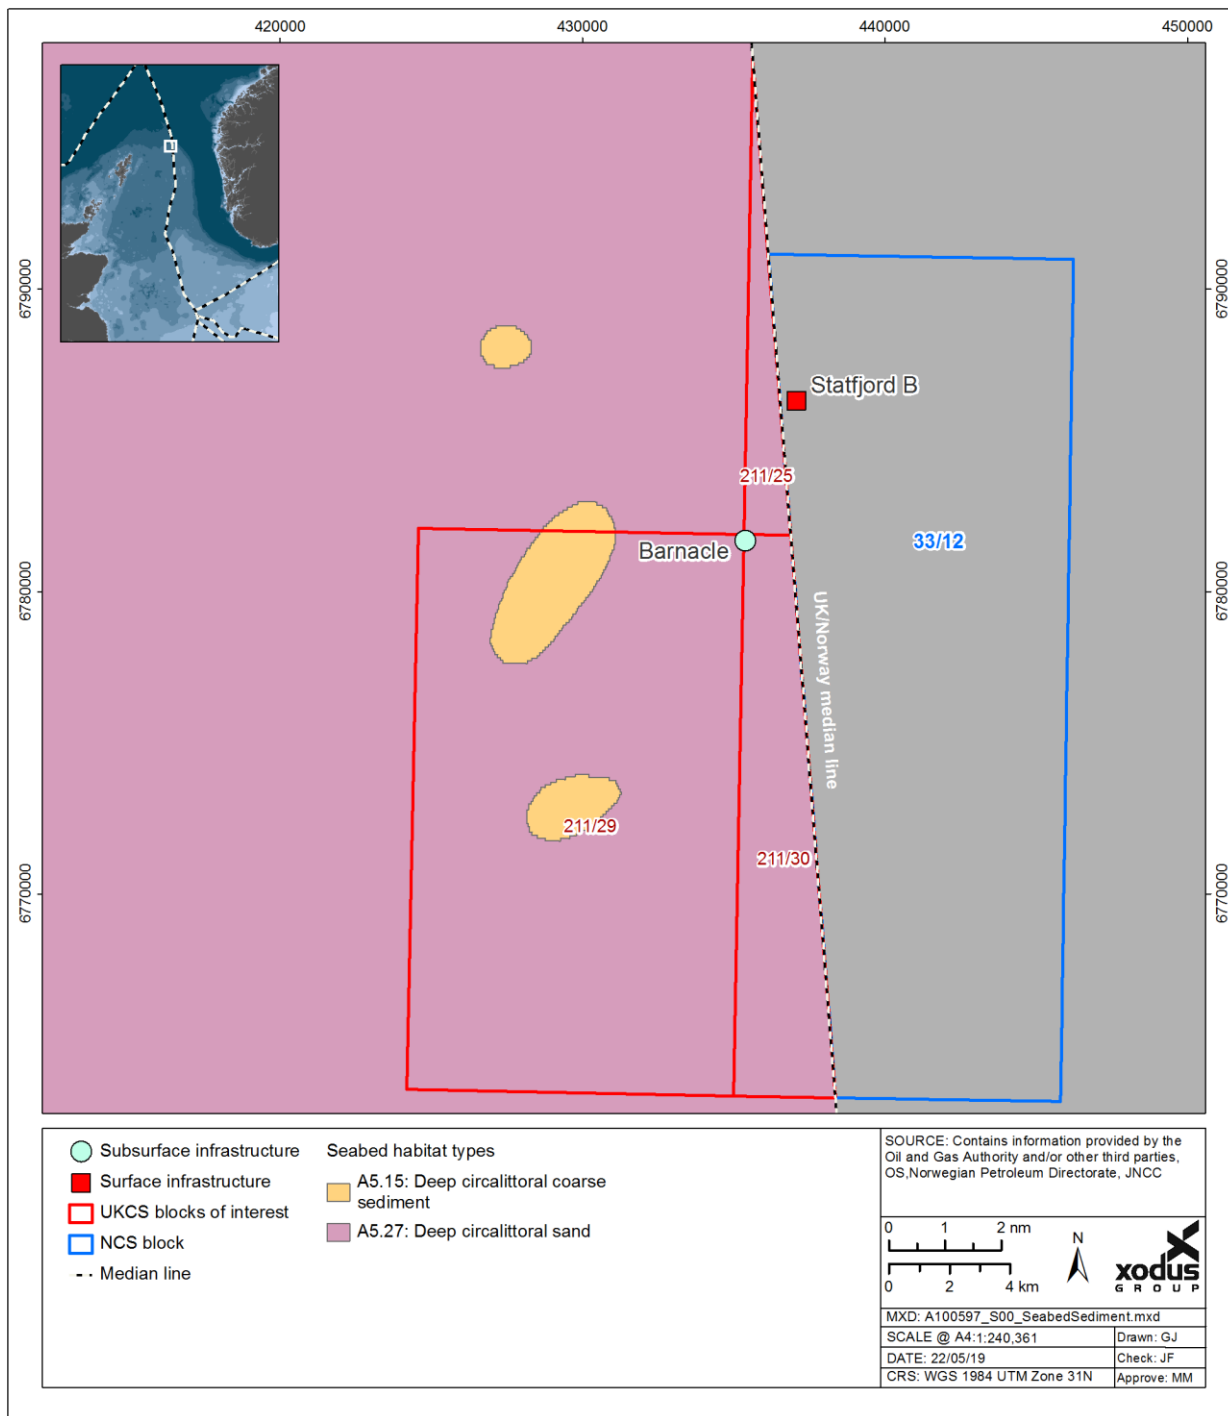 420000
430000
440000
450000
6790000
6790000
Statfjord B
211/25
33/12
Barnacle
6780000
6780000
UK/Norway median line
211/29
211/30
6770000
6770000
Subsurface infrastructure
Surface infrastructure
UKCS blocks of interest
NCS block
Median line
Seabed habitat types
A5.15: Deep circalittoral coarse
sediment
A5.27: Deep circalittoral sand
SOURCE: Contains information provided by the
Oil and Gas Authority and/or other third parties,
OS,Norwegian Petroleum Directorate, JNCC
0 1 2 nm
0 2 4 km
N
xodus
GROUP
MXD: A100597_S00_SeabedSediment.mxd
SCALE @ A4:1:240,361
Drawn: GJ
DATE: 22/05/19
Check: JF
CRS: WGS 1984 UTM Zone 31N
Approve: MM